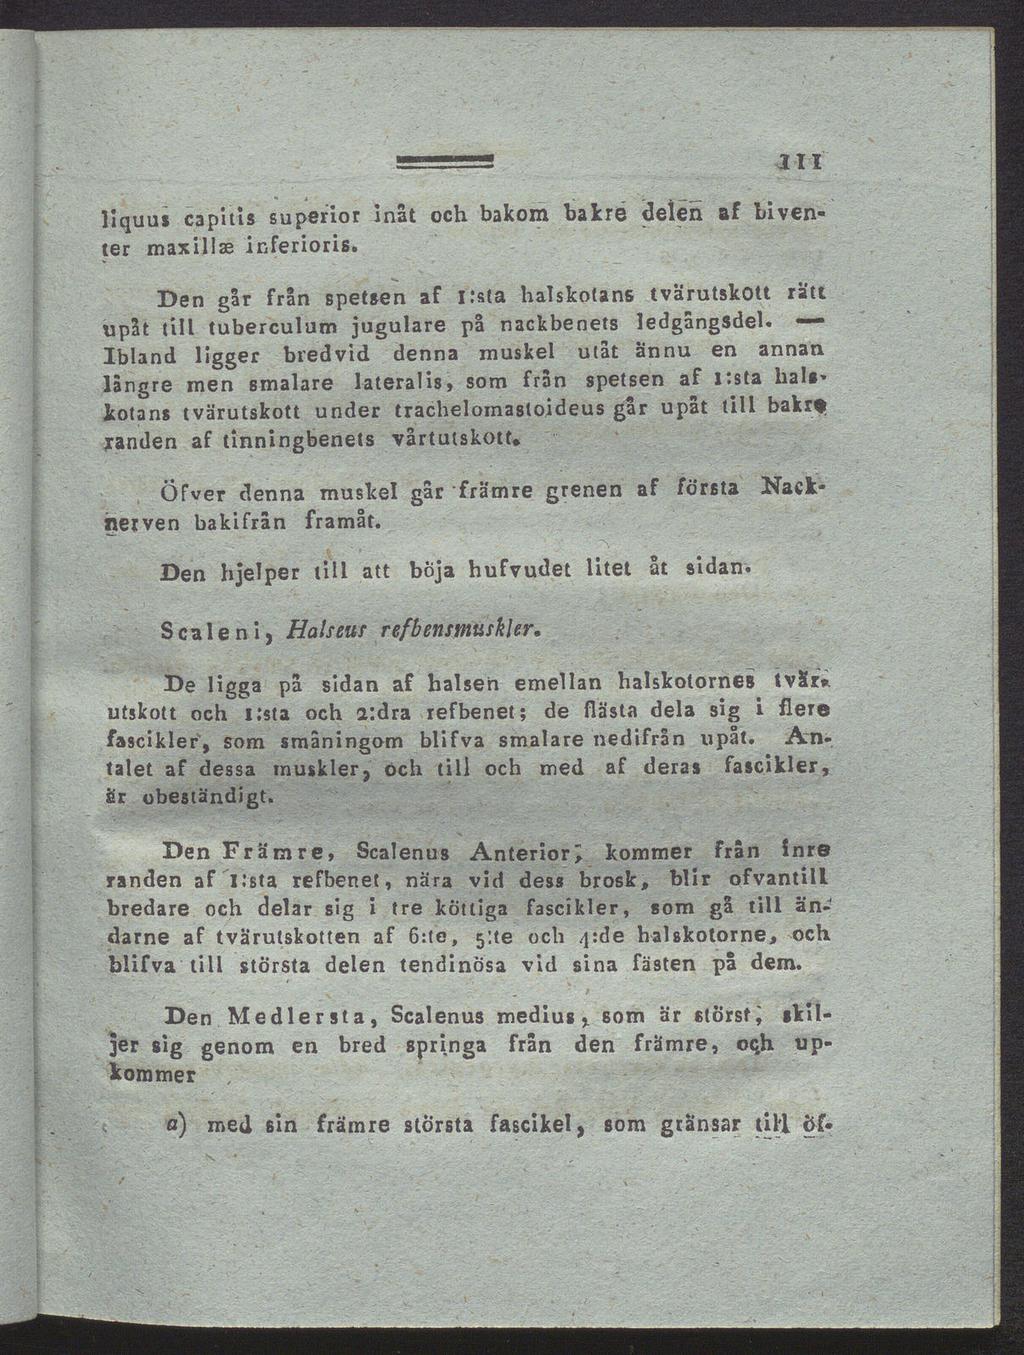 111
liquus capitis superior inåt och bakom bakre delen af biven-
ter maxillæ inferioris.
Den går från spetsen af 1:sta halskotans tvärutskott rätt
upåt till tuberculum jugulare på nackbenets ledgångsdel. —
Ibland ligger bredvid denna muskel utåt ännu en annan
längre men smalare lateralis, som från spetsen af 1:sta hals-
kotans tvärutskott under trachelomastoideus går upåt till bakre
randen af tinningbenets vårtutskott.
Öfver denna muskel går främre grenen af första Nack-
nerven bakifrån framåt.
Den hjelper till att böja hufvudet litet åt sidan.
Scaleni, Halseus refbensmuskler.
De ligga på sidan af halsen emellan halskotornes tvär-
utskott och 1:sta och 2:dra refbenet; de flästa dela sig i flere
fascikler, som småningom blifva smalare nedifrån upåt. An-
talet af dessa muskler, och till och med af deras fascikler,
är obeständigt.
Den Främre, Scalenus Anterior, kommer från inre
randen af 1:sta refbenet, nära vid dess brosk, blir ofvantill
bredare och delar sig i tre köttiga fascikler, som gå till än-
darne af tvärutskotten af 6:te, 5:te och 4:de halskotorne, och
blifva till största delen tendinösa vid sina fästen på dem.
Den Medlersta, Scalenus medius, som är störst, skil-
jer sig genom en bred springa från den främre, och up-
kommer
a) med sin främre största fascikel, som gränsar till öf-